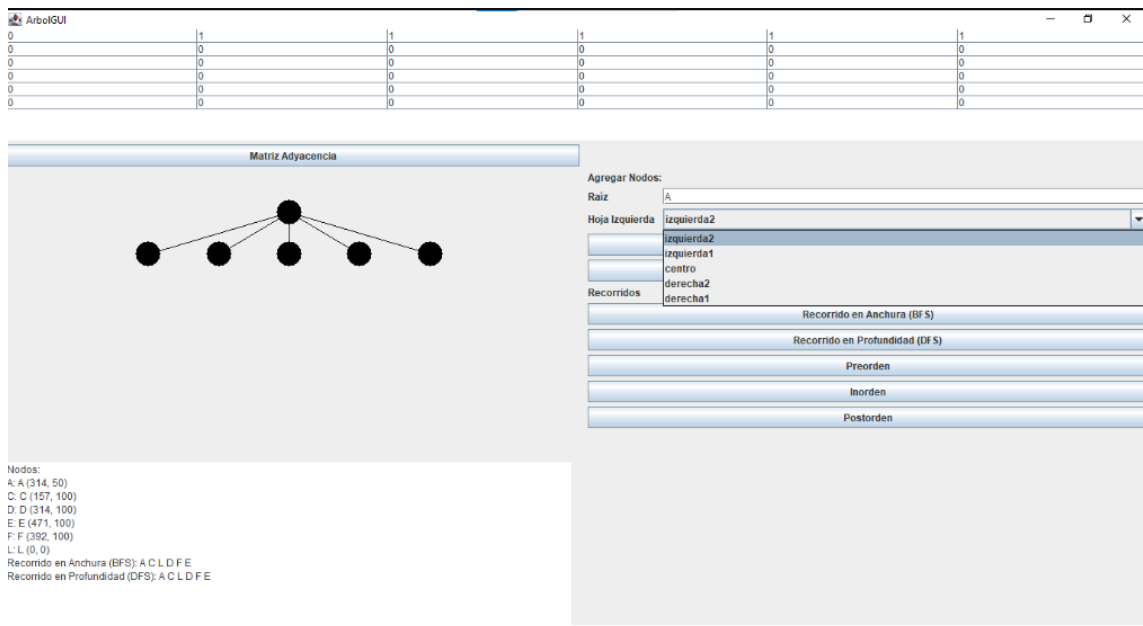 ArbolGUI
0 1 1 1 1 1
0 0 0 0 0 0
0 0 0 0 0 0
0 0 0 0 0 0
0 0 0 0 0 0
0 0 0 0 0 0
Matriz Adyacencia
Agregar Nodos:
Raiz A
Hoja Izquierda izquierda2
izquierda2
izquierda1
centro
derecha2
derecha1
Recorridos
Recorrido en Anchura (BFS)
Recorrido en Profundidad (DFS)
Preorden
Inorden
Postorden
Nodos:
A: A (314, 50)
C: C (157, 100)
D: D (314, 100)
E: E (471, 100)
F: F (392, 100)
L: L (0, 0)
Recorrido en Anchura (BFS): A C L D F E
Recorrido en Profundidad (DFS): A C L D F E